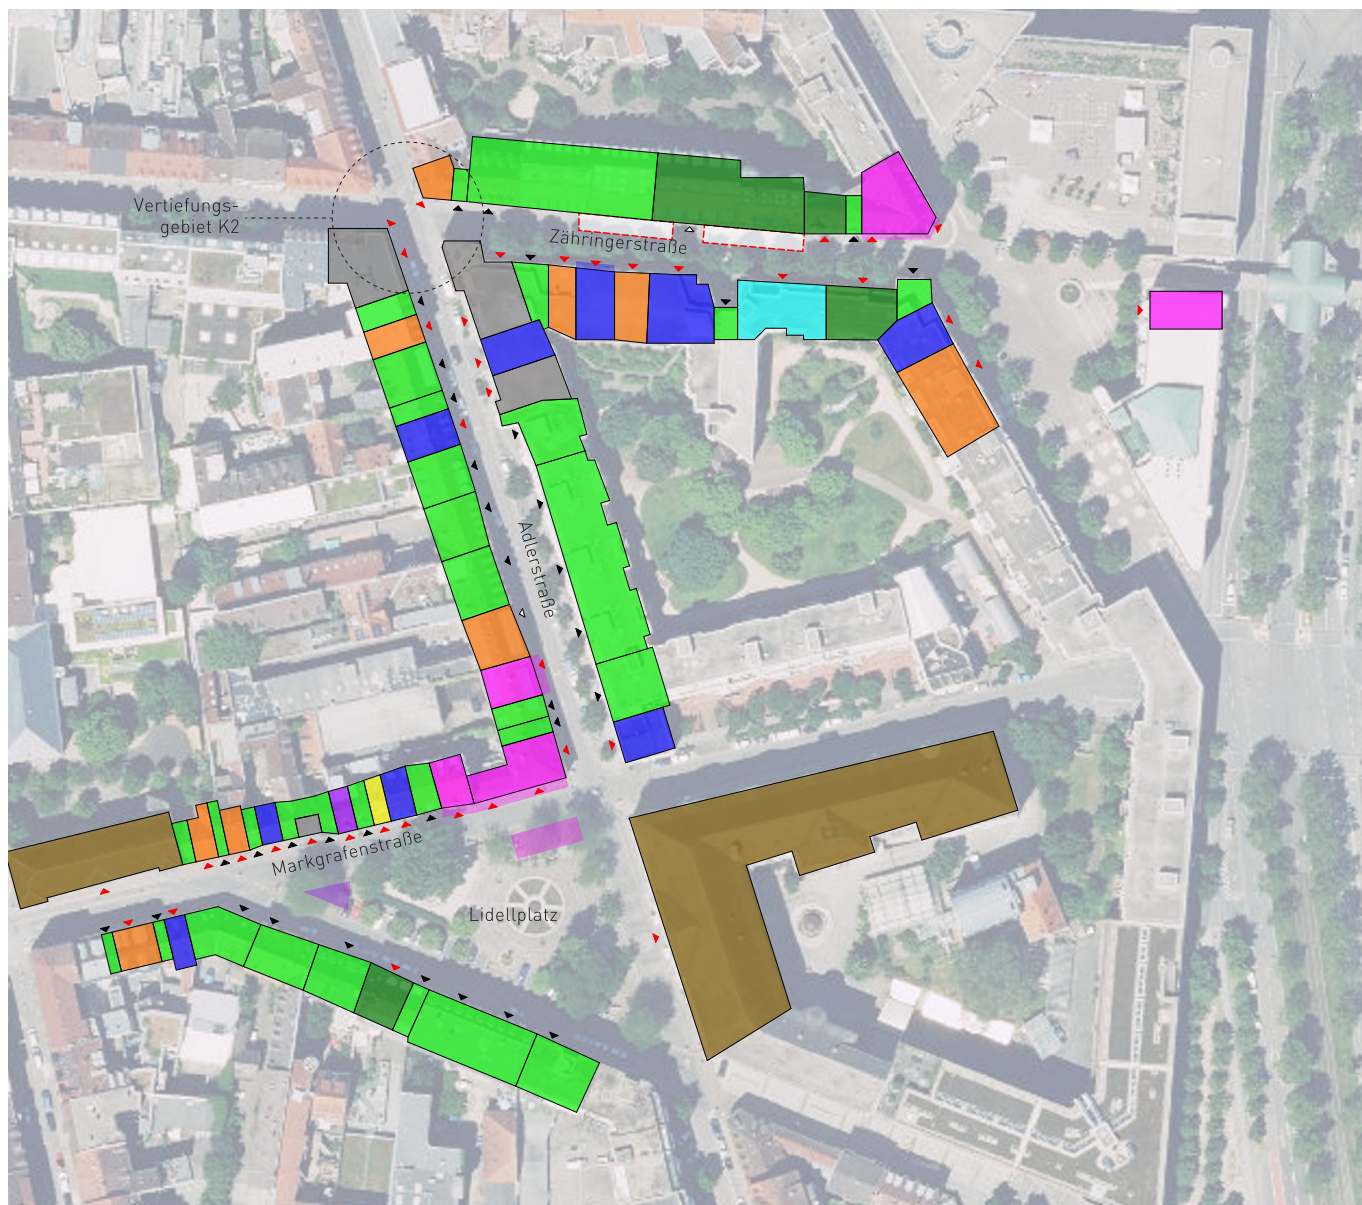 Vertiefungs-
gebiet K2
Zähringerstraße
Adlerstraße
Markgrafenstraße
Lidellplatz